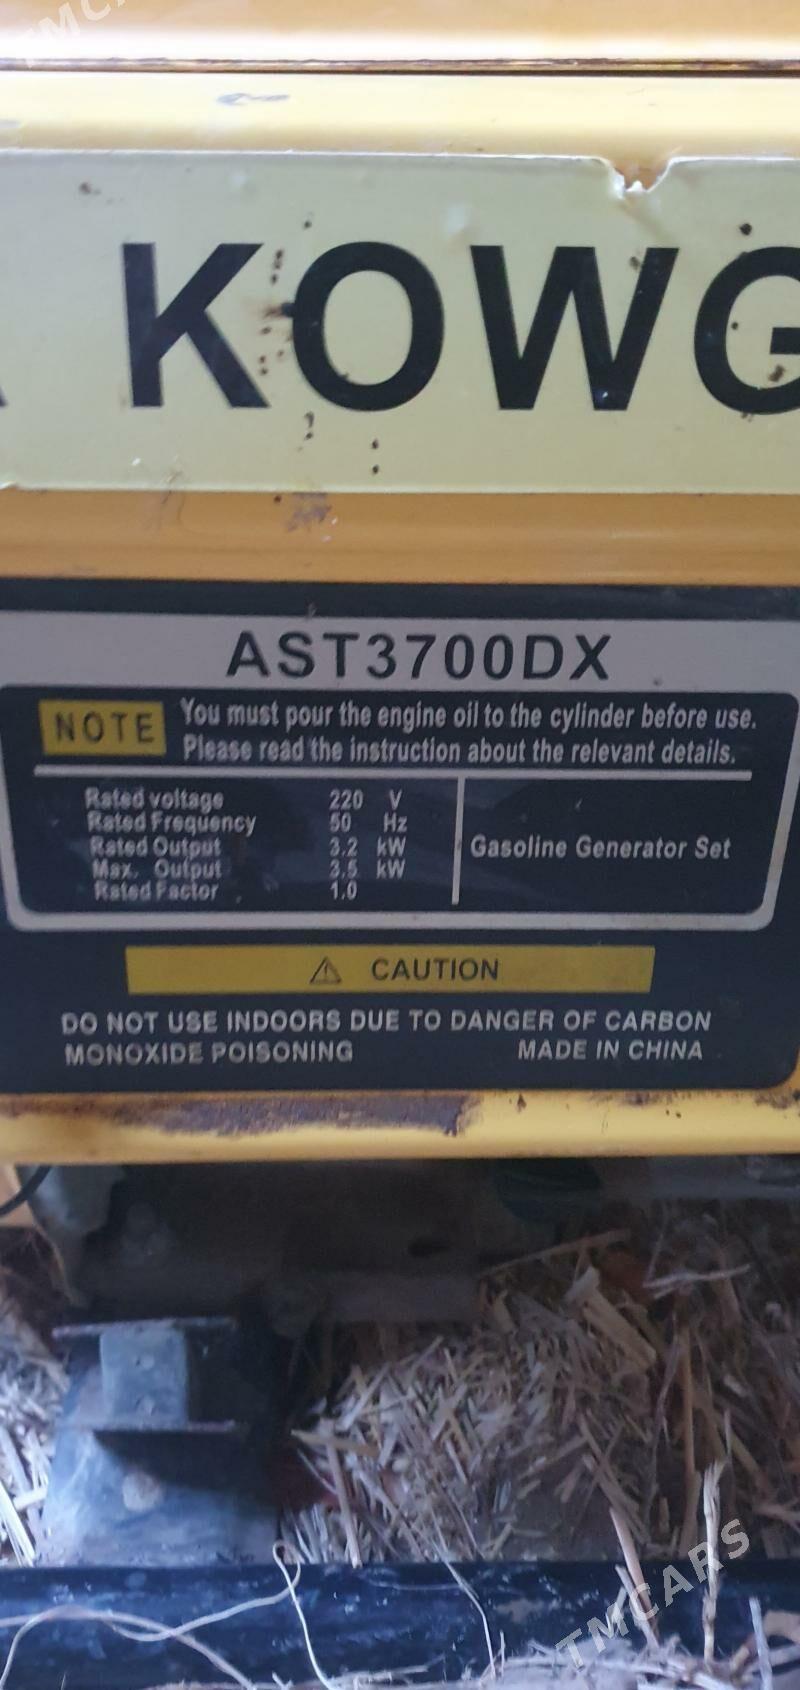 TMCA
KOWG
AST3700DX
NOTE
You must pour the engine oil to the cylinder before use.
Please read the instruction about the relevant details.
Rated voltage 220 V
Rated Frequency 50 Hz
Rated Output 3.2 kW
Max. Output 3.5 kW
Rated Factor 1.0
Gasoline Generator Set
⚠ CAUTION
DO NOT USE INDOORS DUE TO DANGER OF CARBON
MONOXIDE POISONING MADE IN CHINA
TMCARS